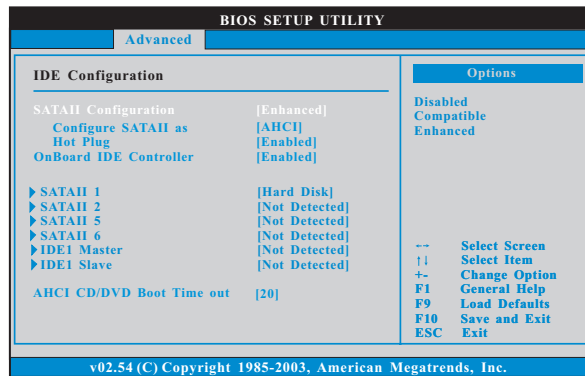 BIOS SETUP UTILITY
Advanced
IDE Configuration
SATAII Configuration [Enhanced]
Configure SATAII as [AHCI]
Hot Plug [Enabled]
OnBoard IDE Controller [Enabled]
SATAII 1 [Hard Disk]
SATAII 2 [Not Detected]
SATAII 5 [Not Detected]
SATAII 6 [Not Detected]
IDE1 Master [Not Detected]
IDE1 Slave [Not Detected]
AHCI CD/DVD Boot Time out [20]
Options
Disabled
Compatible
Enhanced
←→ Select Screen
↑↓ Select Item
+- Change Option
F1 General Help
F9 Load Defaults
F10 Save and Exit
ESC Exit
v02.54 (C) Copyright 1985-2003, American Megatrends, Inc.